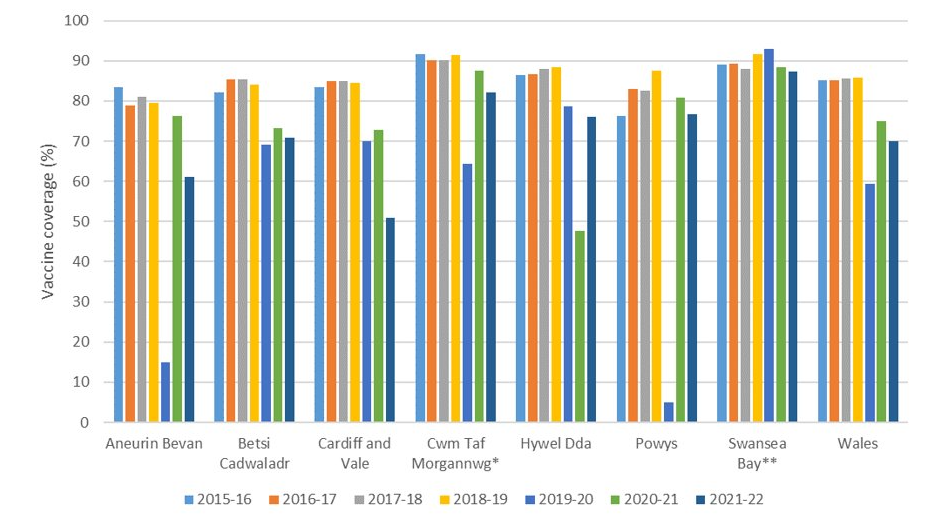 100
90
80
70
60
50
40
30
20
10
0
Vaccine coverage (%)
Aneurin Bevan
Betsi
Cadwaladr
Cardiff and
Vale
Cwm Taf
Morgannwg*
Hywel Dda
Powys
Swansea
Bay**
Wales
2015-16 2016-17 2017-18 2018-19 2019-20 2020-21 2021-22